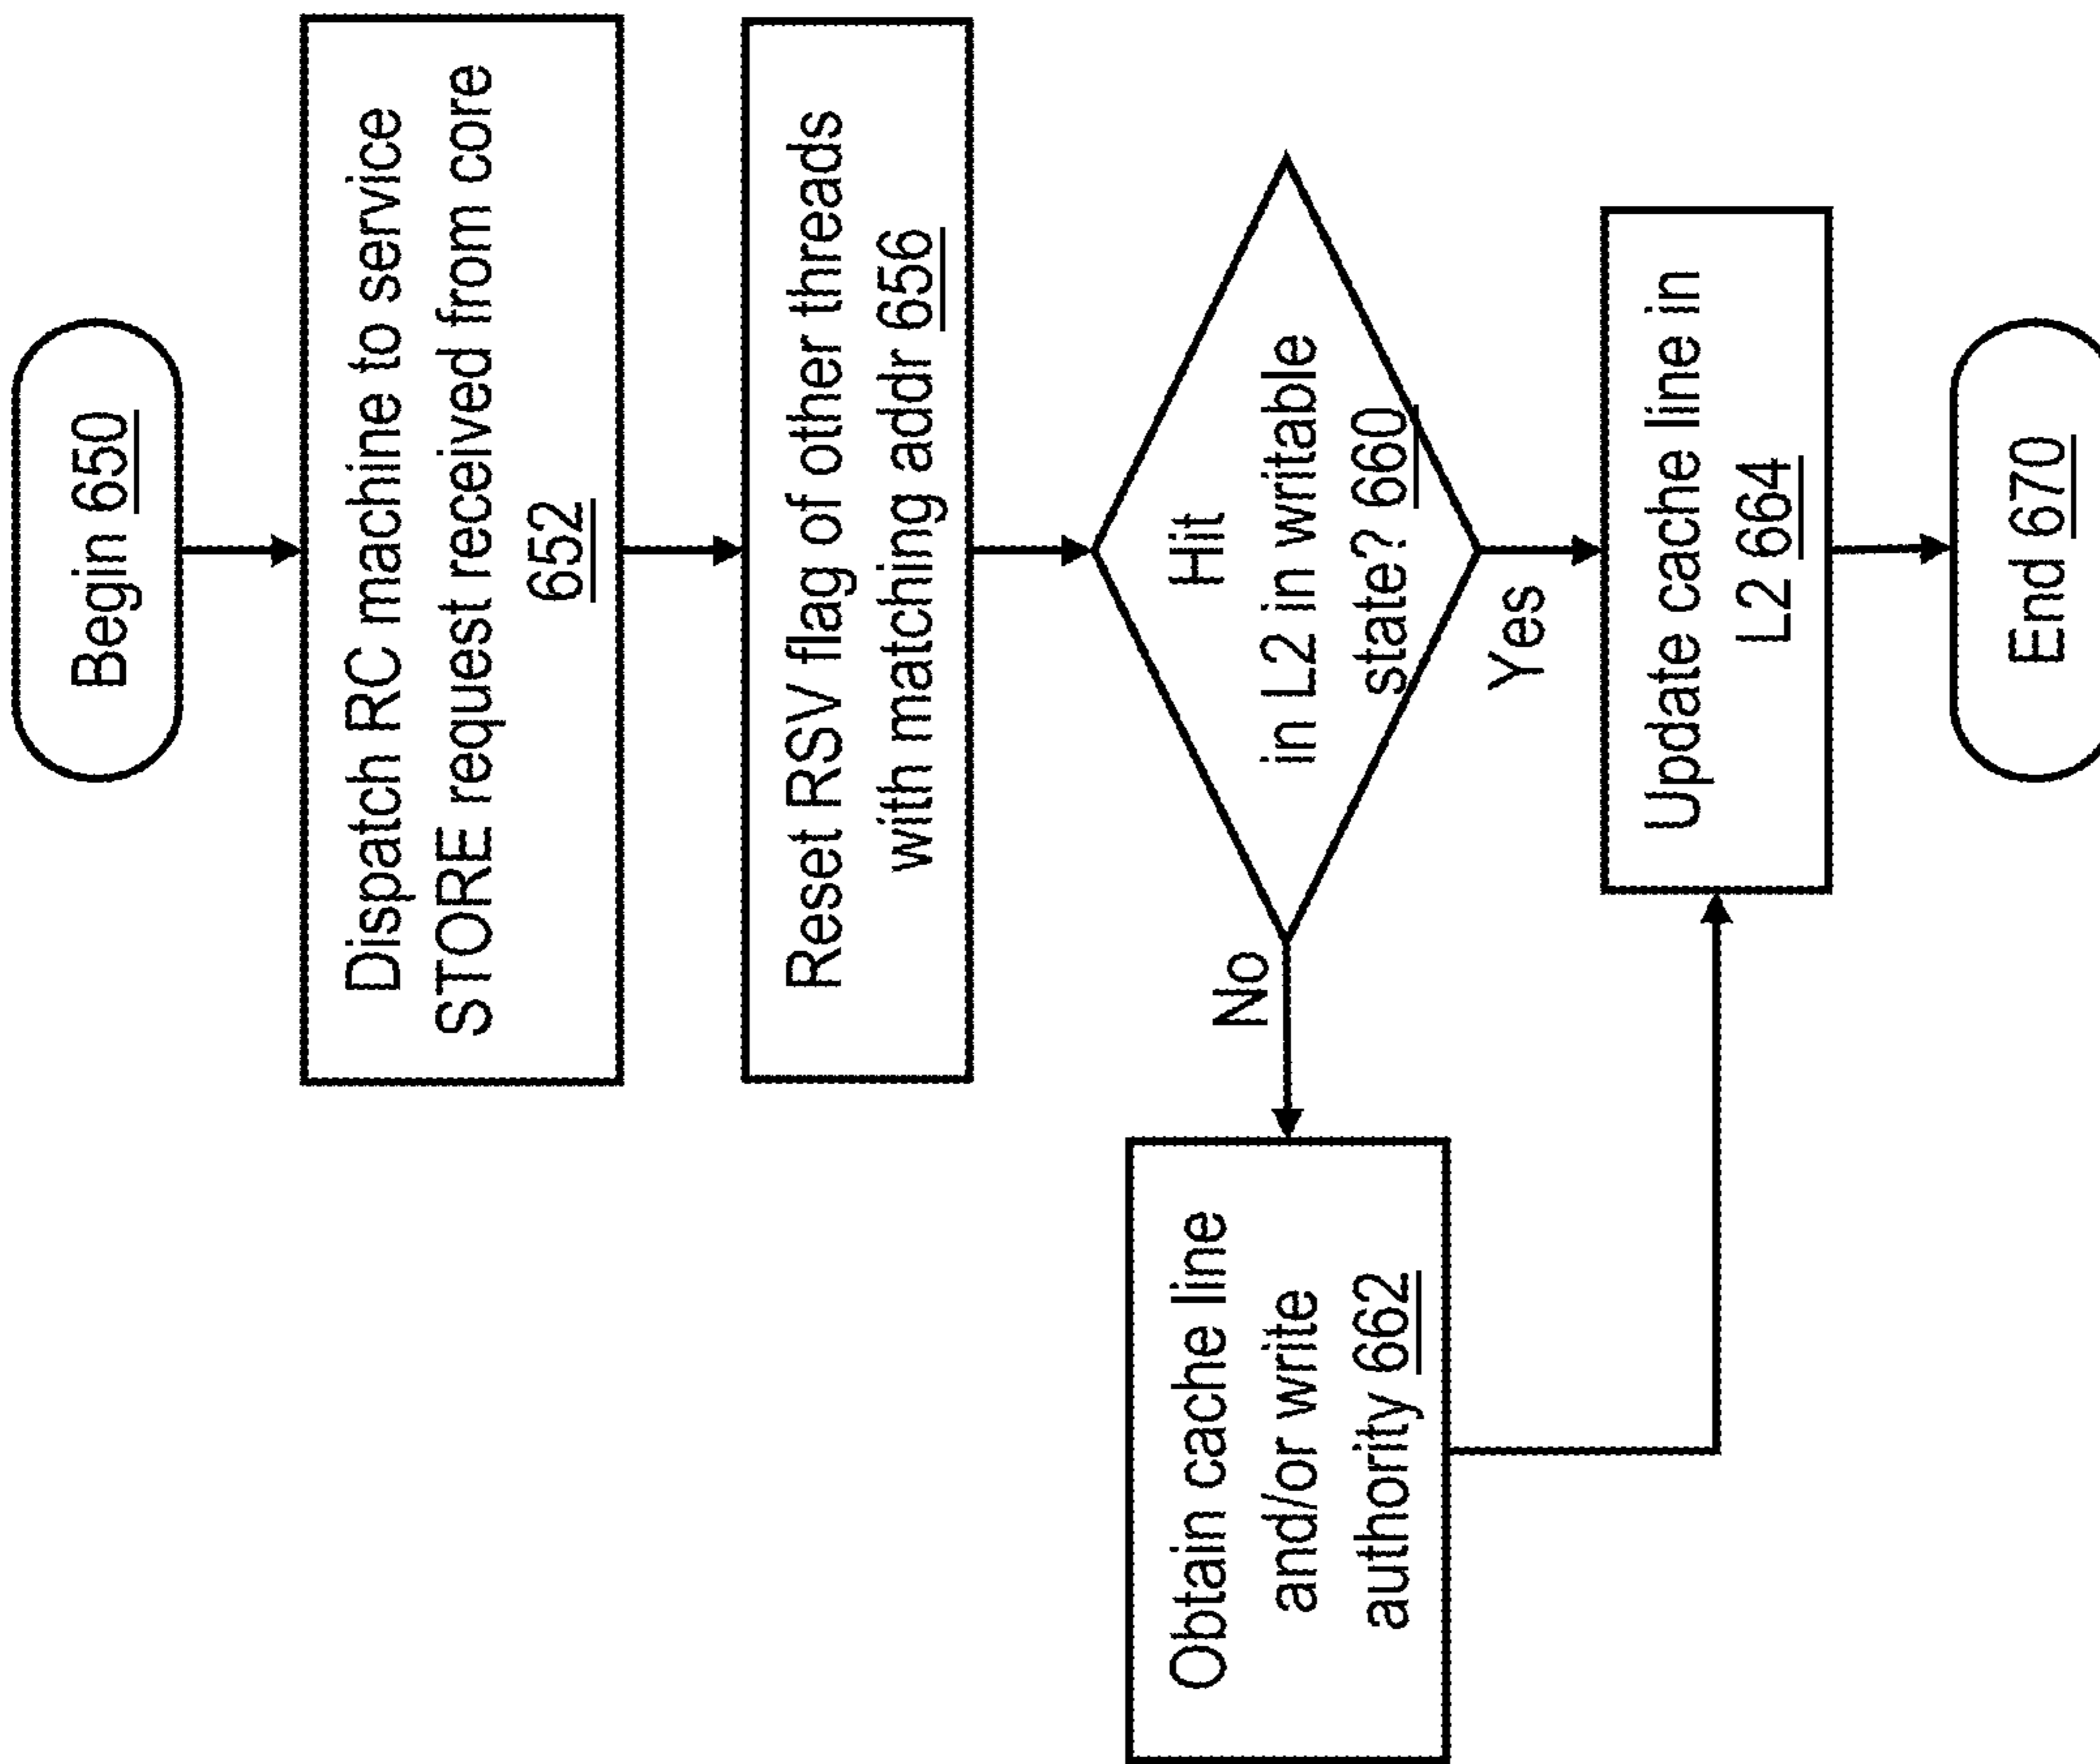 Begin 650
Dispatch RC machine to service
STORE request received from core
652
Reset RSV flag of other threads
with matching addr 656
Hit
in L2 in writable
state? 660
No
Yes
Obtain cache line
and/or write
authority 662
Update cache line in
L2 664
End 670